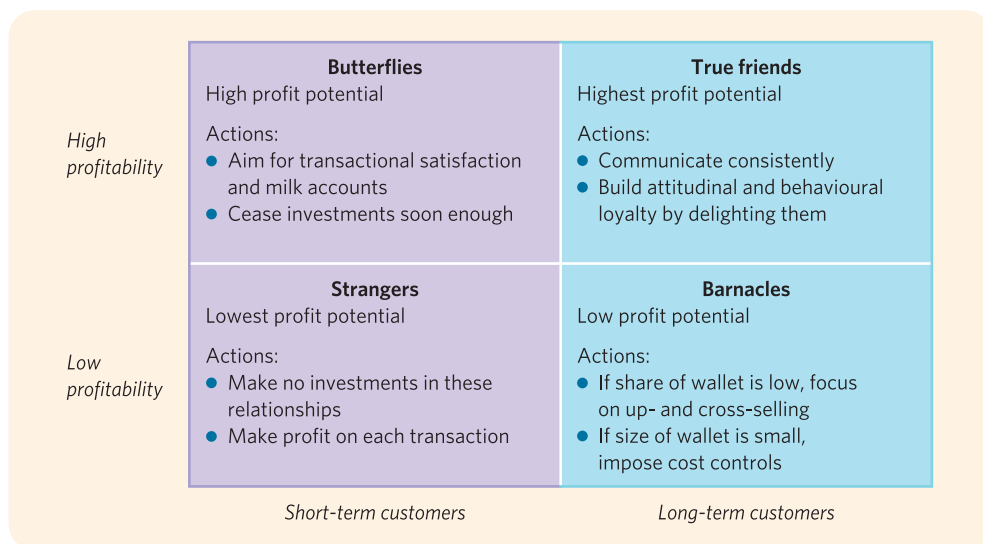 High
profitability
Butterflies
High profit potential
Actions:
● Aim for transactional satisfaction
and milk accounts
● Cease investments soon enough
True friends
Highest profit potential
Actions:
● Communicate consistently
● Build attitudinal and behavioural
loyalty by delighting them
Low
profitability
Strangers
Lowest profit potential
Actions:
● Make no investments in these
relationships
● Make profit on each transaction
Barnacles
Low profit potential
Actions:
● If share of wallet is low, focus
on up- and cross-selling
● If size of wallet is small,
impose cost controls
Short-term customers
Long-term customers